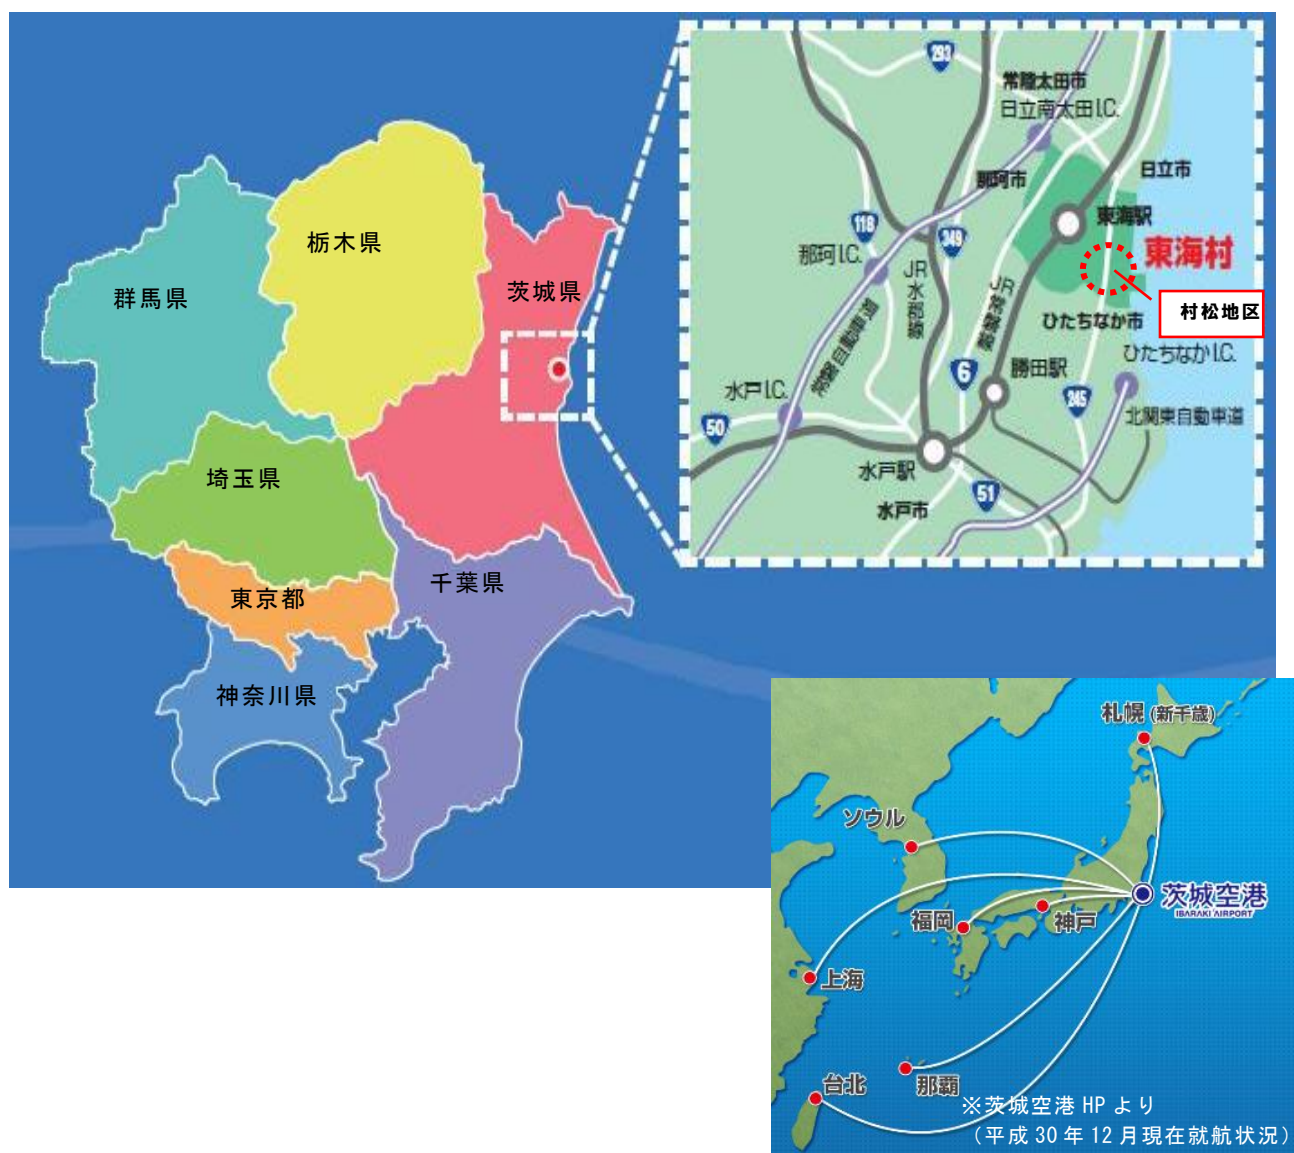 栃木県
群馬県
茨城県
埼玉県
東京都
千葉県
神奈川県
293
常陸太田市
日立南太田I.C.
那珂市
日立市
118
349
東海駅
東海村
那珂I.C.
JR水郡線
JR常磐線
村松地区
ひたちなか市
常磐自動車道
ひたちなかI.C.
6
勝田駅
水戸I.C.
245
50
北関東自動車道
水戸駅
51
水戸市
札幌 (新千歳)
ソウル
茨城空港
IBARAKI AIRPORT
福岡
神戸
上海
台北
那覇
※茨城空港 HP より
（平成 30 年 12 月現在就航状況）